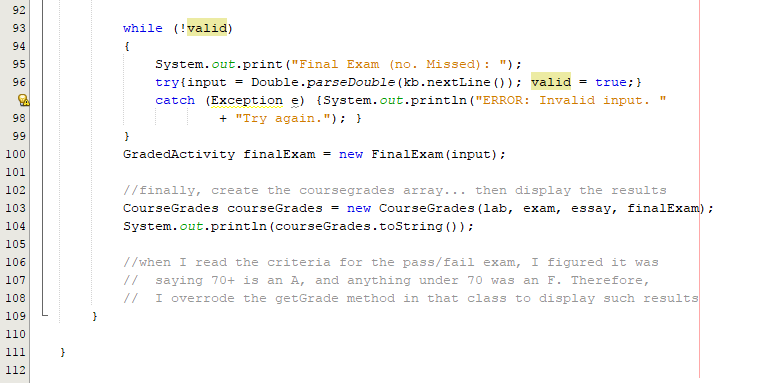 92
93 while (!valid)
94 {
95 System.out.print("Final Exam (no. Missed): ");
96 try{input = Double.parseDouble(kb.nextLine()); valid = true;}
catch (Exception e) {System.out.println("ERROR: Invalid input. "
98 + "Try again."); }
99 }
100 GradedActivity finalExam = new FinalExam(input);
101
102 //finally, create the coursegrades array... then display the results
103 CourseGrades courseGrades = new CourseGrades(lab, exam, essay, finalExam);
104 System.out.println(courseGrades.toString());
105
106 //when I read the criteria for the pass/fail exam, I figured it was
107 // saying 70+ is an A, and anything under 70 was an F. Therefore,
108 // I overrode the getGrade method in that class to display such results
109 }
110
111 }
112